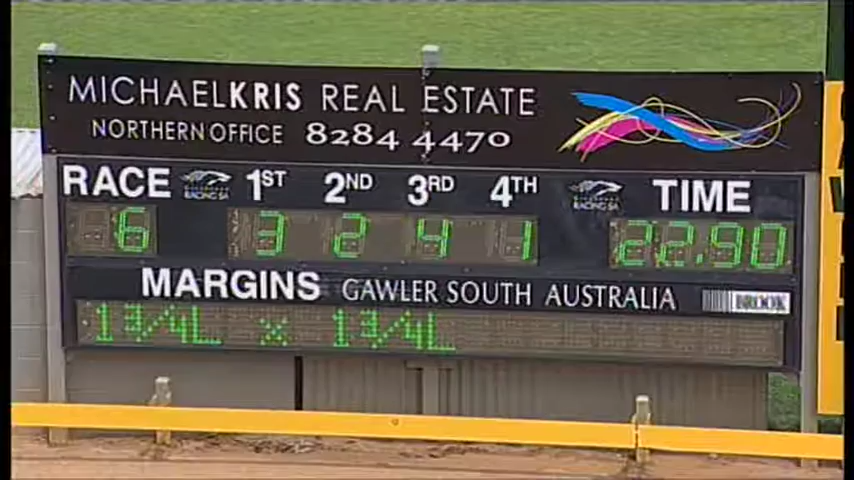 MICHAELKRIS REAL ESTATE
NORTHERN OFFICE 8284 4470
RACE 1ST 2ND 3RD 4TH TIME
6 3 2 4 1 22.90
MARGINS GAWLER SOUTH AUSTRALIA BROOK
1 3/4L x 1 3/4L